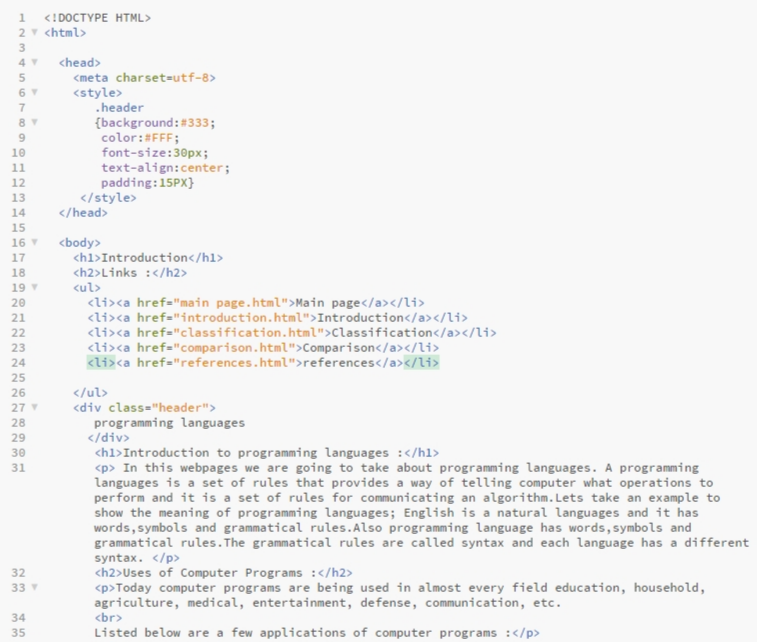 1 <!DOCTYPE HTML>
2 <html>
3
4 <head>
5 <meta charset=utf-8>
6 <style>
7 .header
8 {background:#333;
9 color:#FFF;
10 font-size:30px;
11 text-align:center;
12 padding:15PX}
13 </style>
14 </head>
15
16 <body>
17 <h1>Introduction</h1>
18 <h2>Links :</h2>
19 <ul>
20 <li><a href="main page.html">Main page</a></li>
21 <li><a href="introduction.html">Introduction</a></li>
22 <li><a href="classification.html">Classification</a></li>
23 <li><a href="comparison.html">Comparison</a></li>
24 <li><a href="references.html">references</a></li>
25
26 </ul>
27 <div class="header">
28 programming languages
29 </div>
30 <h1>Introduction to programming languages :</h1>
31 <p> In this webpages we are going to take about programming languages. A programming
languages is a set of rules that provides a way of telling computer what operations to
perform and it is a set of rules for communicating an algorithm.Lets take an example to
show the meaning of programming languages; English is a natural languages and it has
words,symbols and grammatical rules.Also programming language has words,symbols and
grammatical rules.The grammatical rules are called syntax and each language has a different
syntax. </p>
32 <h2>Uses of Computer Programs :</h2>
33 <p>Today computer programs are being used in almost every field education, household,
agriculture, medical, entertainment, defense, communication, etc.
34 <br>
35 Listed below are a few applications of computer programs :</p>